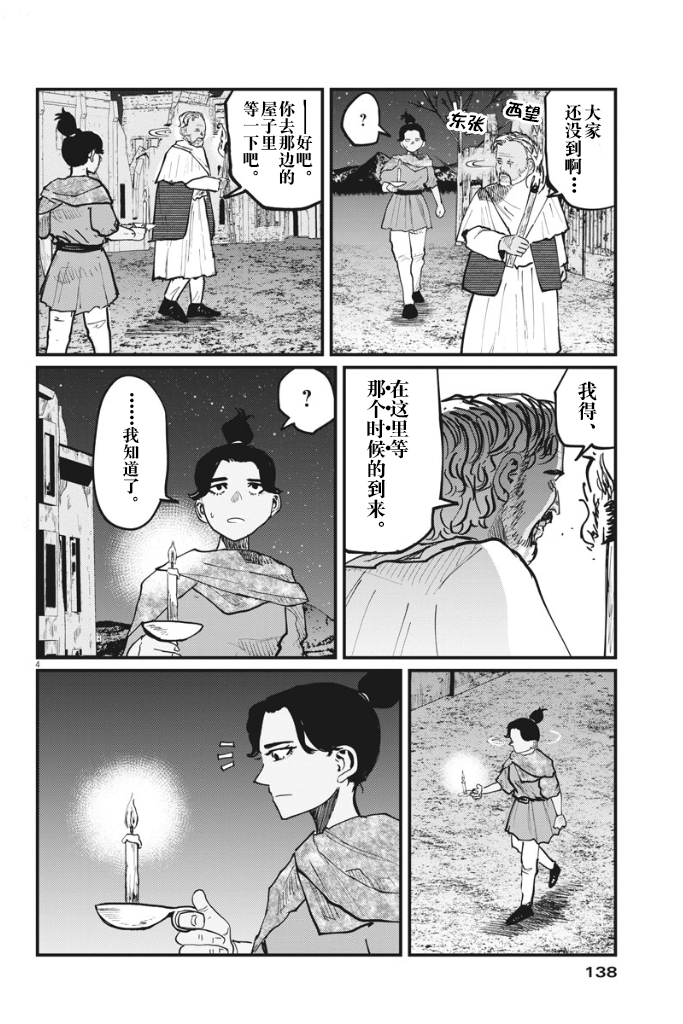 大家
还没到啊…
东张
西望
?
——好吧。
你去那边的
屋子里
等一下吧。
我得、
在这里等
那个时候的到来。
?
……我知道了。
4
138